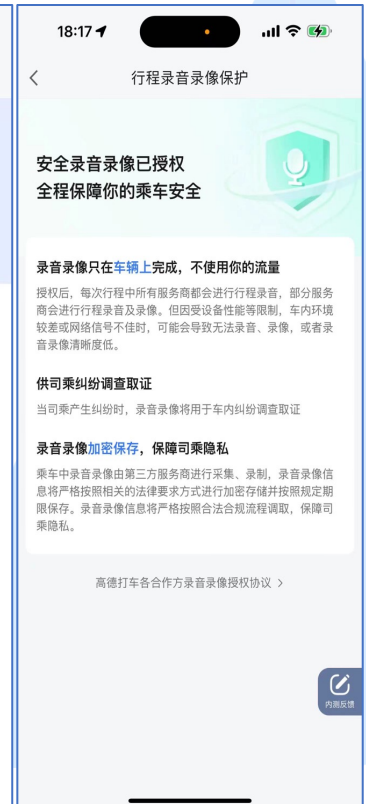 18:17
行程录音录像保护
安全录音录像已授权
全程保障你的乘车安全
录音录像只在车辆上完成，不使用你的流量
授权后，每次行程中所有服务商都会进行行程录音，部分服务
商会进行行程录音及录像。但因受设备性能等限制，车内环境
较差或网络信号不佳时，可能会导致无法录音、录像，或者录
音录像清晰度低。
供司乘纠纷调查取证
当司乘产生纠纷时，录音录像将用于车内纠纷调查取证
录音录像加密保存，保障司乘隐私
乘车中录音录像由第三方服务商进行采集、录制，录音录像信
息将严格按照相关的法律要求方式进行加密存储并按照规定期
限保存。录音录像信息将严格按照合法合规流程调取，保障司
乘隐私。
高德打车各合作方录音录像授权协议 >
内测反馈